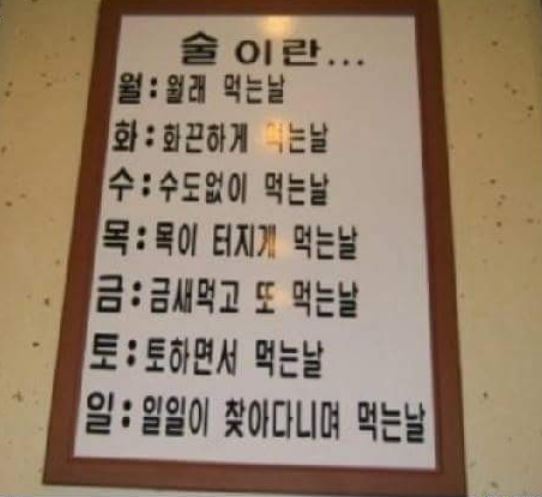 술이란...
월:월래 먹는날
화:화끈하게 먹는날
수:수도없이 먹는날
목:목이 터지게 먹는날
금:금새먹고 또 먹는날
토:토하면서 먹는날
일:일일이 찾아다니며 먹는날